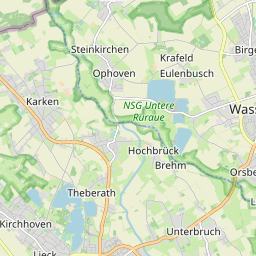 Steinkirchen
Krafeld
Birge
Ophoven
Eulenbusch
Karken
NSG Untere
Ruraue
Wass
Hochbrück
Brehm
Orsbe
Theberath
Kirchhoven
Unterbruch
Lieck